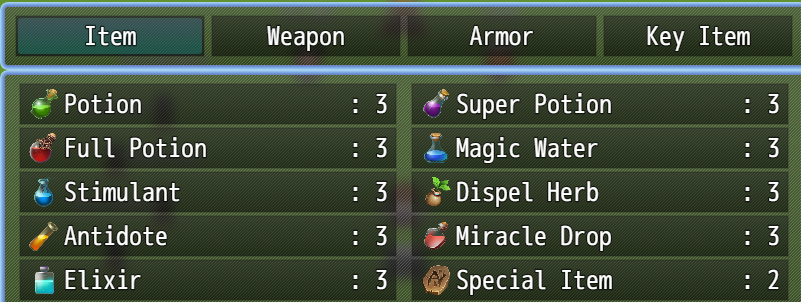 Item Weapon Armor Key Item
Potion : 3 Super Potion : 3
Full Potion : 3 Magic Water : 3
Stimulant : 3 Dispel Herb : 3
Antidote : 3 Miracle Drop : 3
Elixir : 3 Special Item : 2